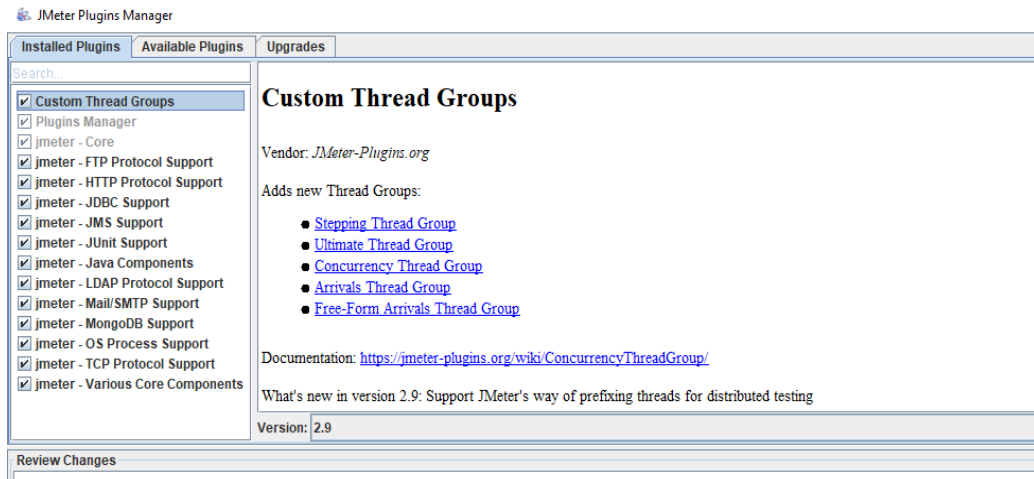 JMeter Plugins Manager
Installed Plugins Available Plugins Upgrades
Search...
Custom Thread Groups
Plugins Manager
jmeter - Core
jmeter - FTP Protocol Support
jmeter - HTTP Protocol Support
jmeter - JDBC Support
jmeter - JMS Support
jmeter - JUnit Support
jmeter - Java Components
jmeter - LDAP Protocol Support
jmeter - Mail/SMTP Support
jmeter - MongoDB Support
jmeter - OS Process Support
jmeter - TCP Protocol Support
jmeter - Various Core Components
Custom Thread Groups
Vendor: JMeter-Plugins.org
Adds new Thread Groups:
Stepping Thread Group
Ultimate Thread Group
Concurrency Thread Group
Arrivals Thread Group
Free-Form Arrivals Thread Group
Documentation: https://jmeter-plugins.org/wiki/ConcurrencyThreadGroup/
What's new in version 2.9: Support JMeter's way of prefixing threads for distributed testing
Version: 2.9
Review Changes